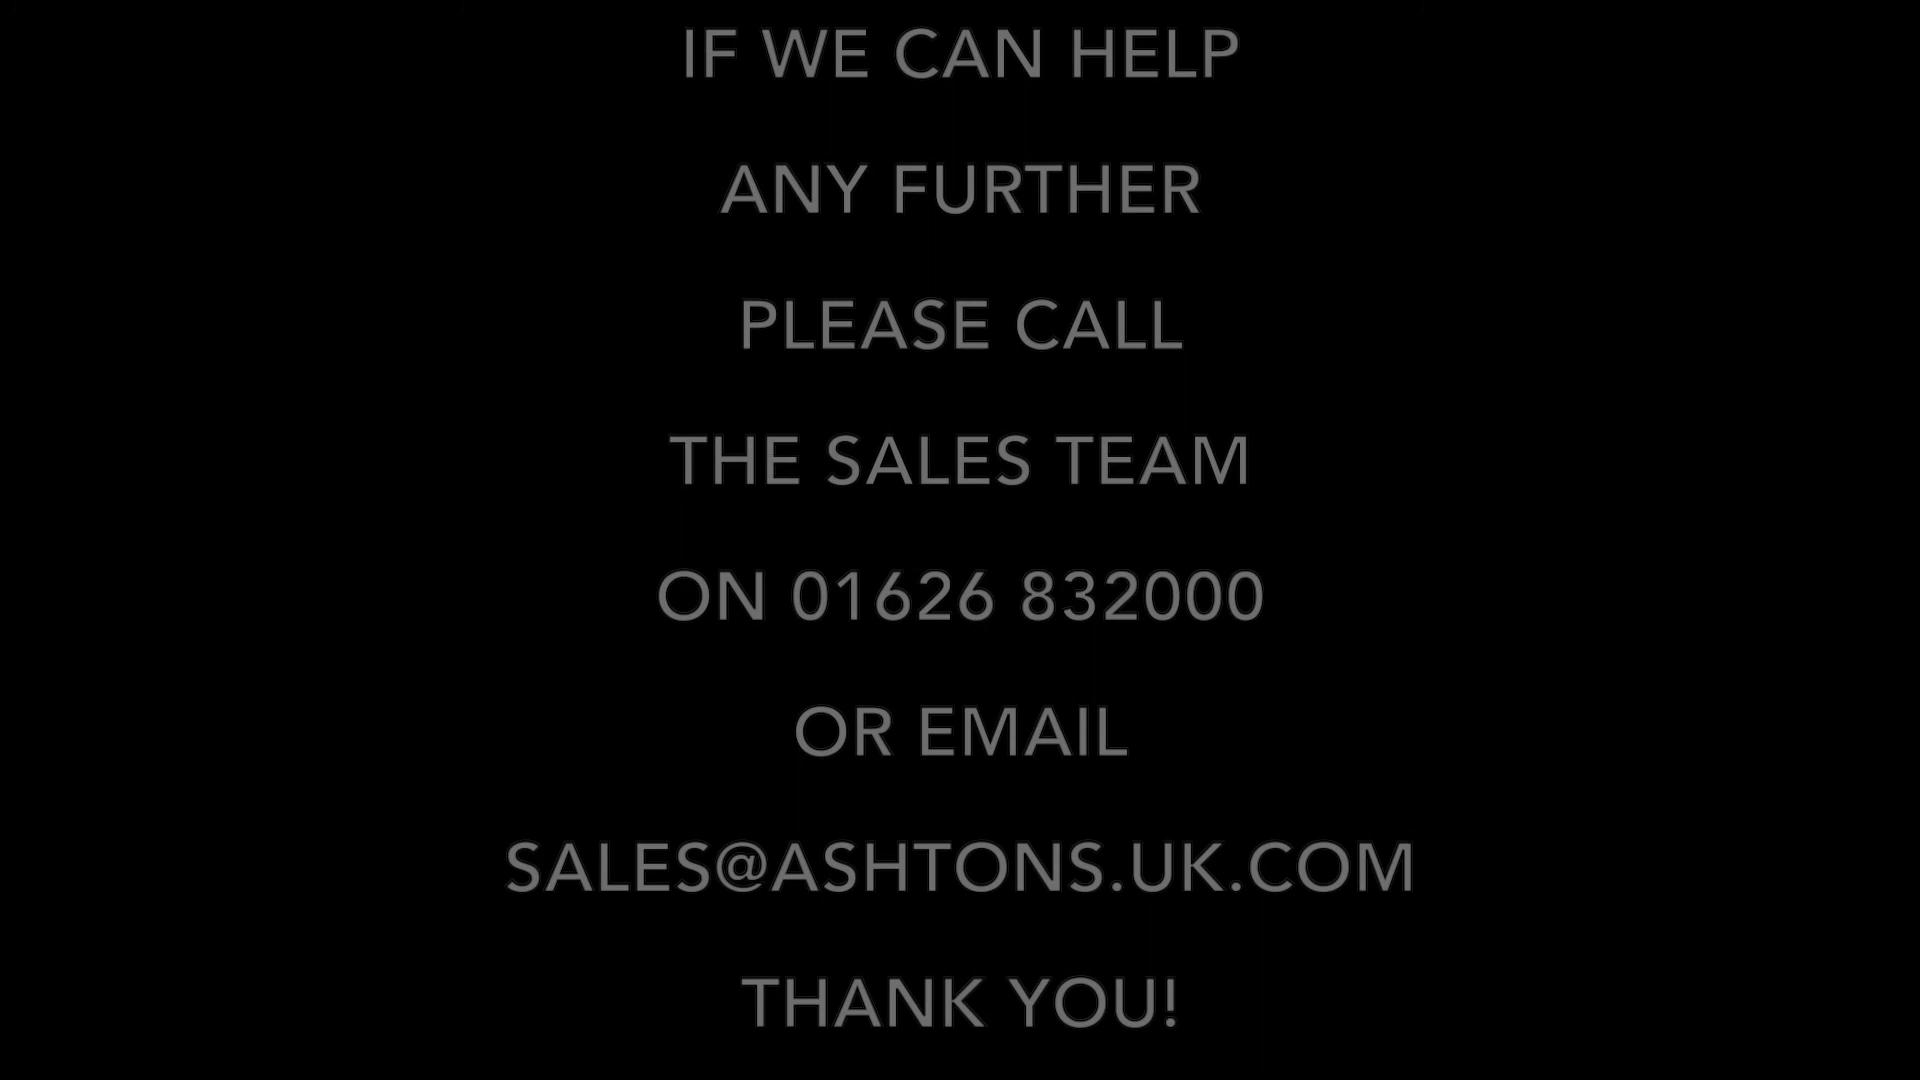 IF WE CAN HELP
ANY FURTHER
PLEASE CALL
THE SALES TEAM
ON 01626 832000
OR EMAIL
SALES@ASHTONS.UK.COM
THANK YOU!